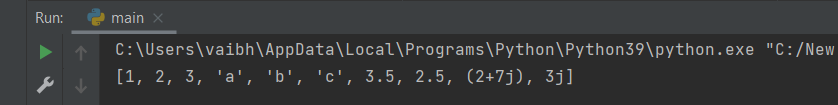 Run: main
C:\Users\vaibh\AppData\Local\Programs\Python\Python39\python.exe "C:/New
[1, 2, 3, 'a', 'b', 'c', 3.5, 2.5, (2+7j), 3j]